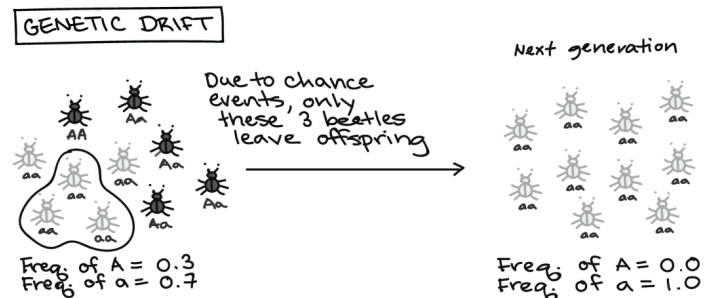 GENETIC DRIFT
Next generation
Due to chance
events, only
these 3 beetles
leave offspring
AA
Aa
Aa
aa
aa
aa
Aa
Aa
aa
aa
Freq. of A = 0.3
Freq. of a = 0.7
aa
aa
aa
aa
aa
aa
aa
aa
aa
aa
Freq. of A = 0.0
Freq. of a = 1.0